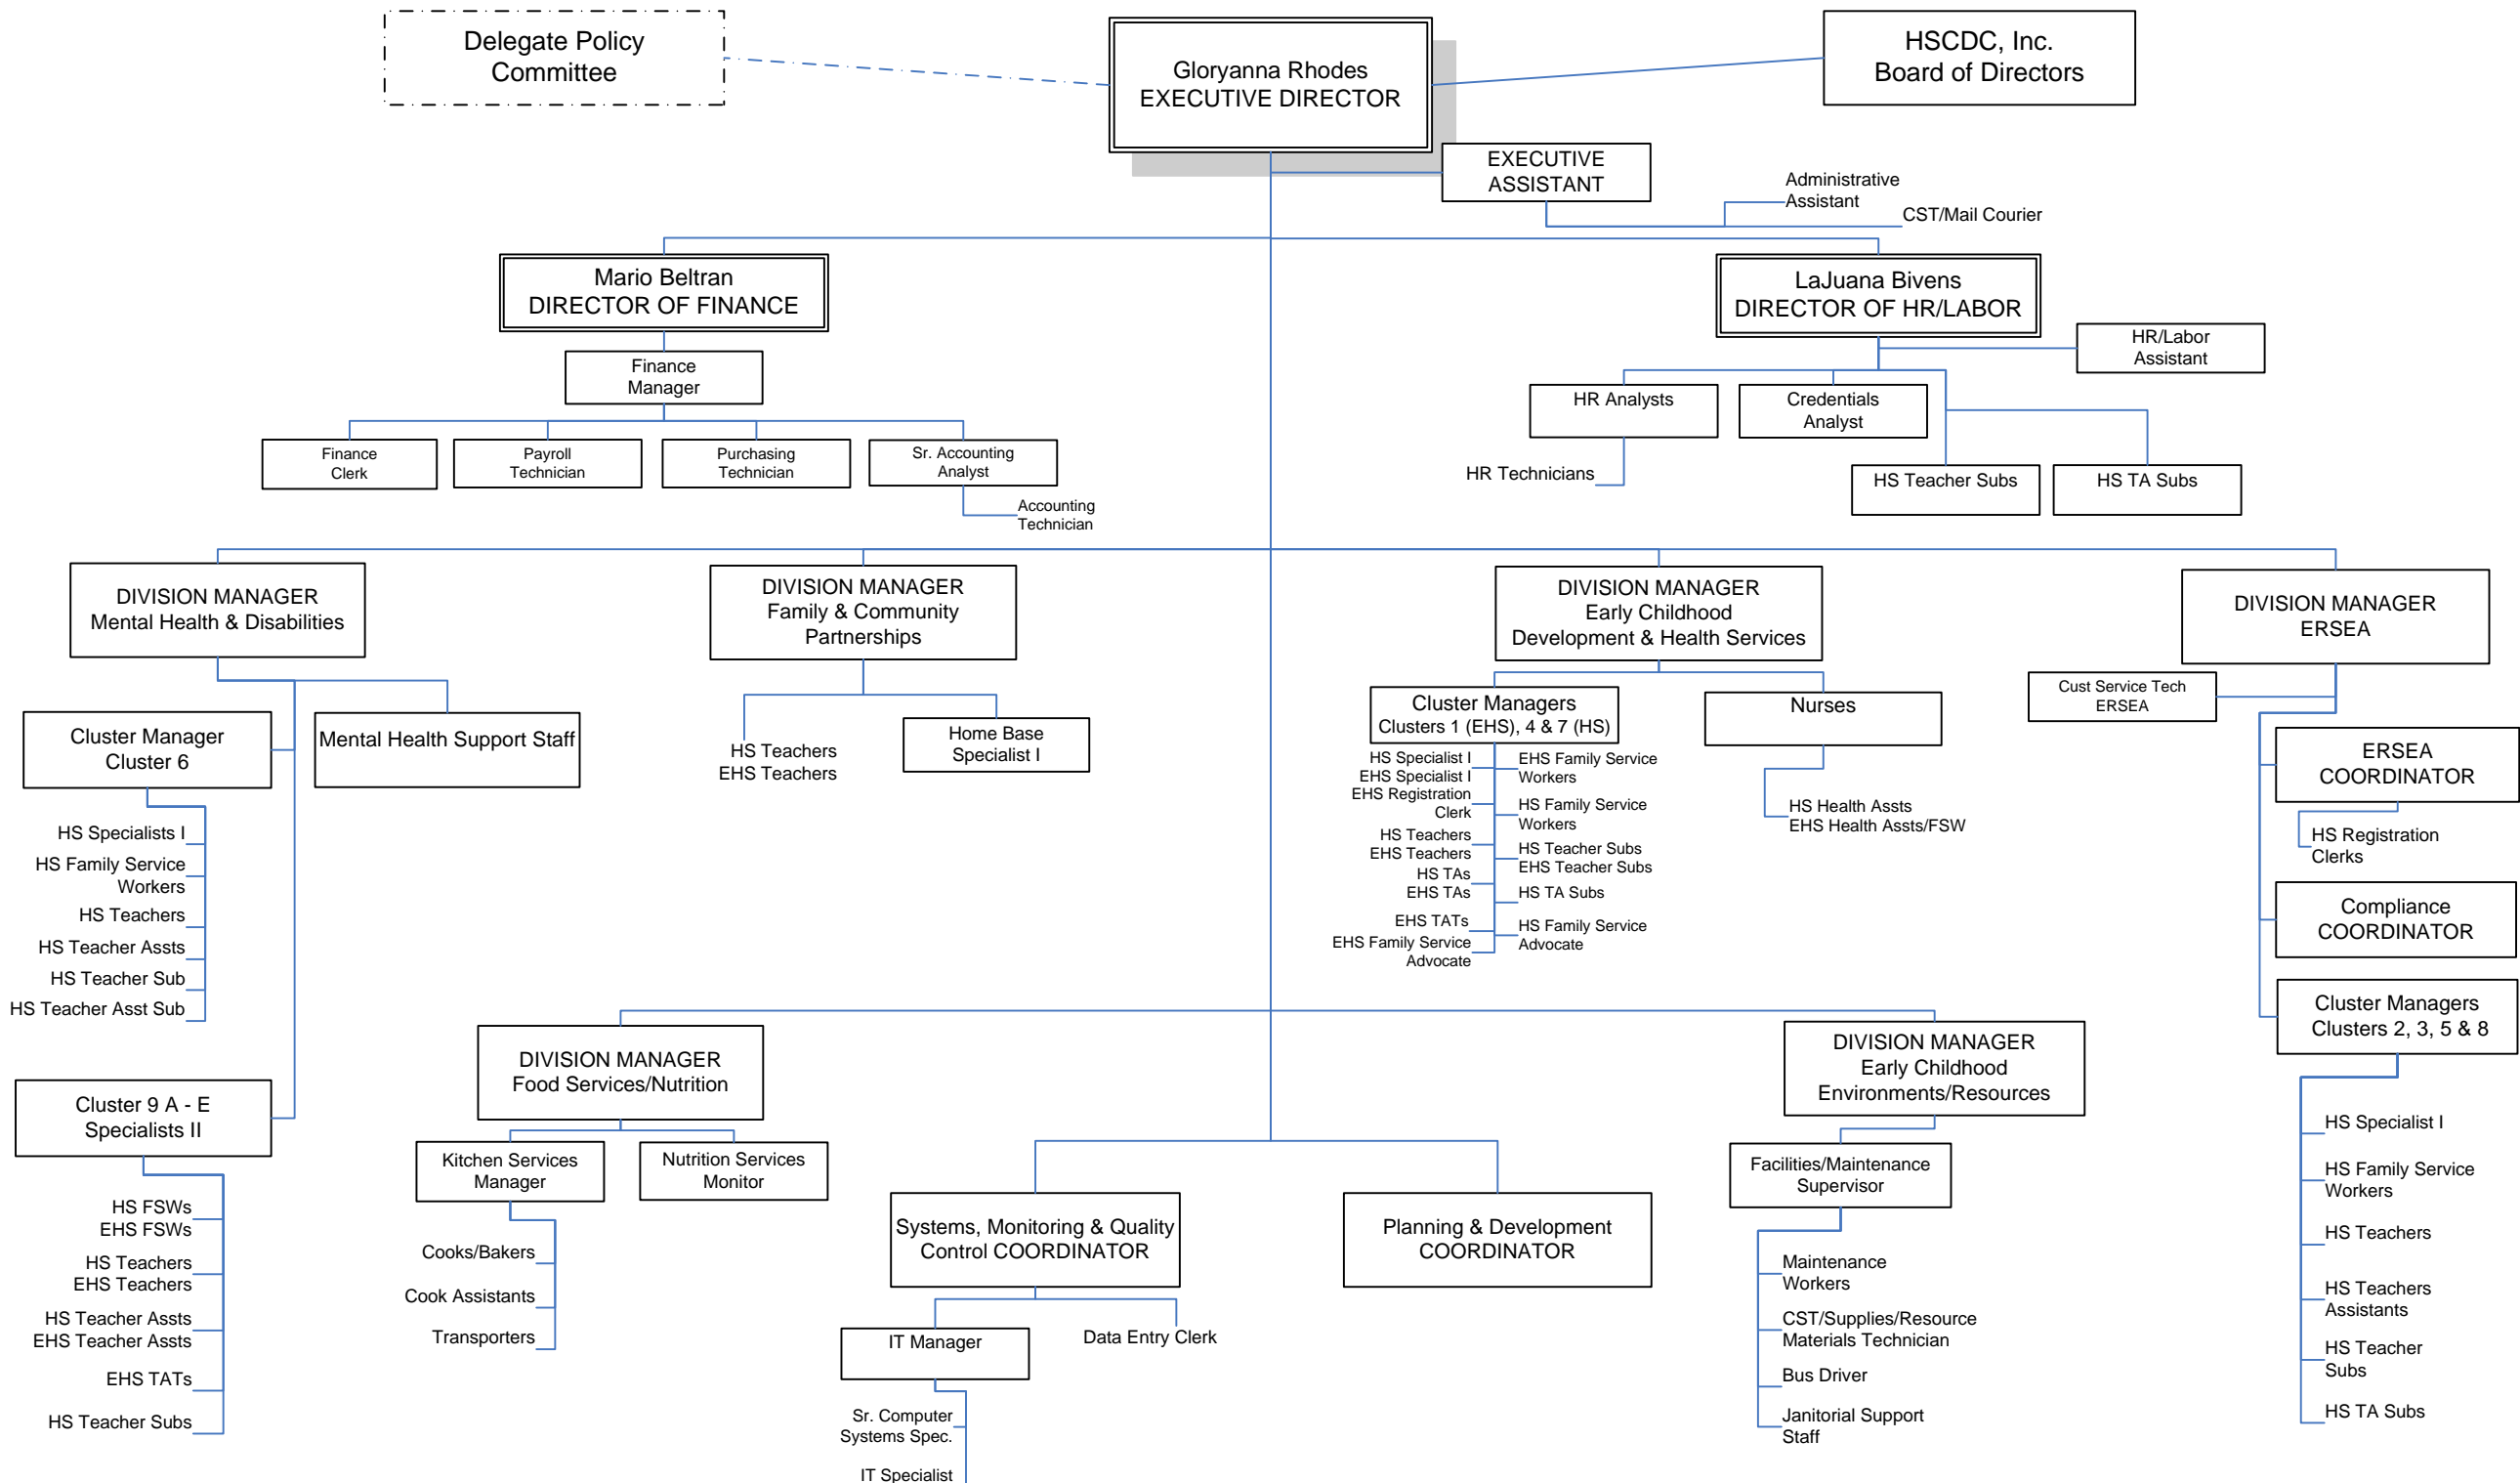 Delegate Policy
Committee
Gloryanna Rhodes
EXECUTIVE DIRECTOR
HSCDC, Inc.
Board of Directors
EXECUTIVE
ASSISTANT
Administrative
Assistant
CST/Mail Courier
Mario Beltran
DIRECTOR OF FINANCE
LaJuana Bivens
DIRECTOR OF HR/LABOR
HR/Labor
Assistant
Finance
Manager
HR Analysts
Credentials
Analyst
Finance
Clerk
Payroll
Technician
Purchasing
Technician
Sr. Accounting
Analyst
Accounting
Technician
HR Technicians
HS Teacher Subs
HS TA Subs
DIVISION MANAGER
Mental Health & Disabilities
DIVISION MANAGER
Family & Community
Partnerships
DIVISION MANAGER
Early Childhood
Development & Health Services
DIVISION MANAGER
ERSEA
Cluster Manager
Cluster 6
Mental Health Support Staff
HS Teachers
EHS Teachers
Home Base
Specialist I
Cluster Managers
Clusters 1 (EHS), 4 & 7 (HS)
Nurses
Cust Service Tech
ERSEA
ERSEA
COORDINATOR
HS Specialists I
HS Family Service
Workers
HS Teachers
HS Teacher Assts
HS Teacher Sub
HS Teacher Asst Sub
HS Specialist I
EHS Specialist I
EHS Registration
Clerk
HS Teachers
EHS Teachers
HS TAs
EHS TAs
EHS TATs
EHS Family Service
Advocate
EHS Family Service
Workers
HS Family Service
Workers
HS Teacher Subs
EHS Teacher Subs
HS TA Subs
HS Family Service
Advocate
HS Health Assts
EHS Health Assts/FSW
HS Registration
Clerks
Compliance
COORDINATOR
Cluster Managers
Clusters 2, 3, 5 & 8
Cluster 9 A - E
Specialists II
DIVISION MANAGER
Food Services/Nutrition
DIVISION MANAGER
Early Childhood
Environments/Resources
HS FSWs
EHS FSWs
HS Teachers
EHS Teachers
HS Teacher Assts
EHS Teacher Assts
EHS TATs
HS Teacher Subs
Kitchen Services
Manager
Nutrition Services
Monitor
Cooks/Bakers
Cook Assistants
Transporters
Systems, Monitoring & Quality
Control COORDINATOR
Planning & Development
COORDINATOR
IT Manager
Data Entry Clerk
Sr. Computer
Systems Spec.
IT Specialist
Facilities/Maintenance
Supervisor
Maintenance
Workers
CST/Supplies/Resource
Materials Technician
Bus Driver
Janitorial Support
Staff
HS Specialist I
HS Family Service
Workers
HS Teachers
HS Teachers
Assistants
HS Teacher
Subs
HS TA Subs